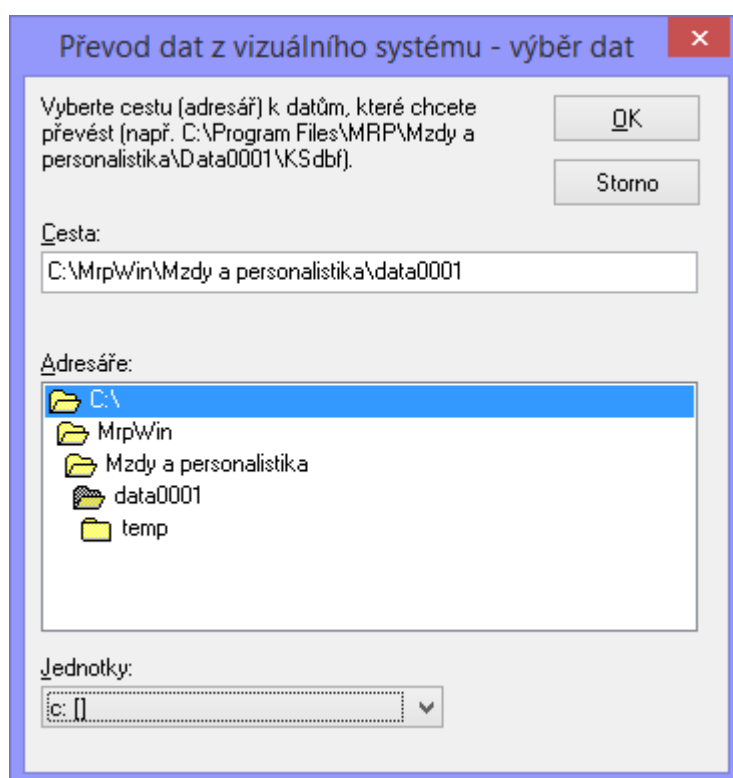 Převod dat z vizuálního systému - výběr dat
Vyberte cestu (adresář) k datům, které chcete
převést (např. C:\Program Files\MRP\Mzdy a
personalistika\Data0001\KSdbf).
OK
Storno
Cesta:
C:\MrpWin\Mzdy a personalistika\data0001
Adresáře:
C:\
MrpWin
Mzdy a personalistika
data0001
temp
Jednotky:
c: []